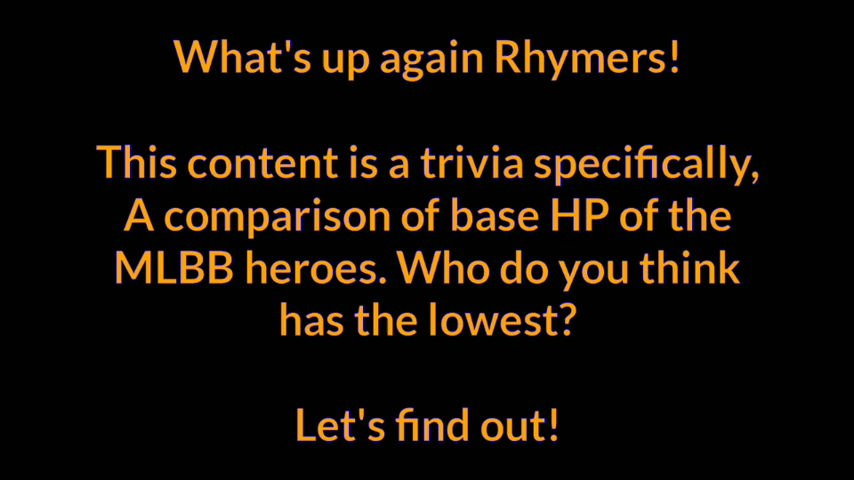 What's up again Rhymers!
This content is a trivia specifically,
A comparison of base HP of the
MLBB heroes. Who do you think
has the lowest?
Let's find out!